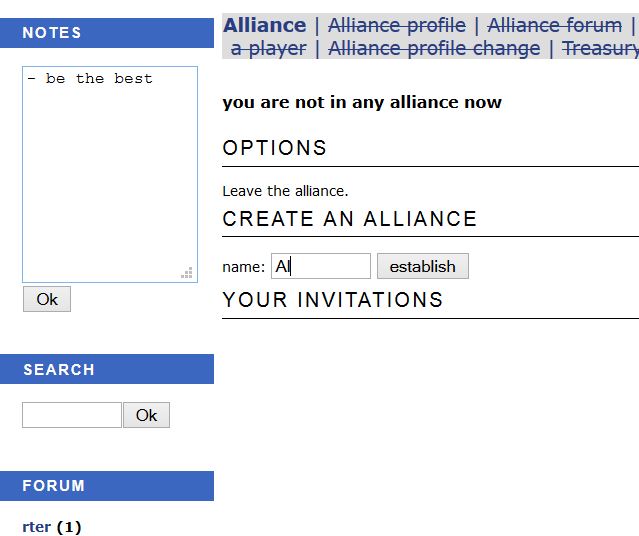 NOTES
- be the best
Ok
SEARCH
Ok
FORUM
rter (1)
Alliance | Alliance profile | Alliance forum |
a player | Alliance profile change | Treasury
you are not in any alliance now
OPTIONS
Leave the alliance.
CREATE AN ALLIANCE
name: Al establish
YOUR INVITATIONS